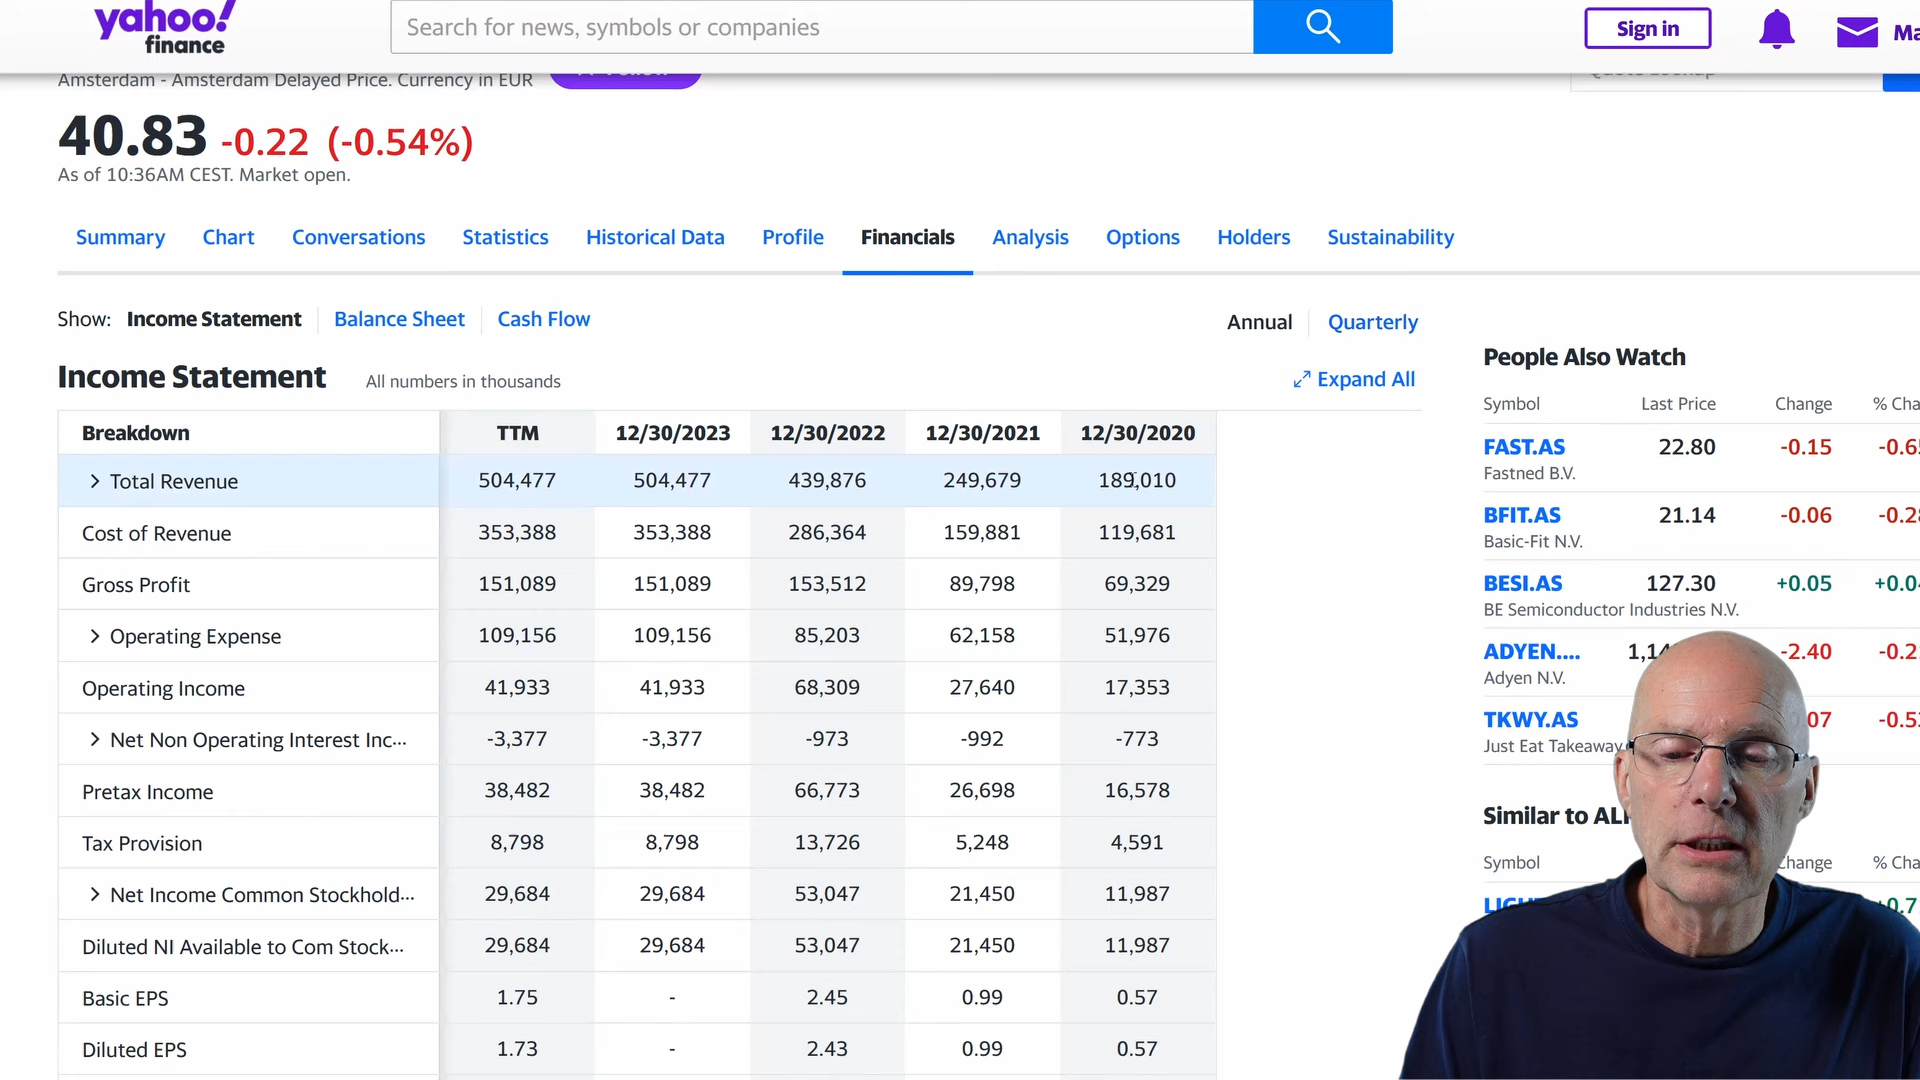 yahoo!
finance
Search for news, symbols or companies
Sign in
Amsterdam - Amsterdam Delayed Price. Currency in EUR
40.83 -0.22 (-0.54%)
As of 10:36AM CEST. Market open.
Summary Chart Conversations Statistics Historical Data Profile Financials Analysis Options Holders Sustainability
Show: Income Statement Balance Sheet Cash Flow
Annual Quarterly
Income Statement All numbers in thousands
Expand All
Breakdown TTM 12/30/2023 12/30/2022 12/30/2021 12/30/2020
Total Revenue 504,477 504,477 439,876 249,679 189,010
Cost of Revenue 353,388 353,388 286,364 159,881 119,681
Gross Profit 151,089 151,089 153,512 89,798 69,329
Operating Expense 109,156 109,156 85,203 62,158 51,976
Operating Income 41,933 41,933 68,309 27,640 17,353
Net Non Operating Interest Inc... -3,377 -3,377 -973 -992 -773
Pretax Income 38,482 38,482 66,773 26,698 16,578
Tax Provision 8,798 8,798 13,726 5,248 4,591
Net Income Common Stockhold... 29,684 29,684 53,047 21,450 11,987
Diluted NI Available to Com Stock... 29,684 29,684 53,047 21,450 11,987
Basic EPS 1.75 - 2.45 0.99 0.57
Diluted EPS 1.73 - 2.43 0.99 0.57
People Also Watch
Symbol Last Price Change % Cha
FAST.AS 22.80 -0.15
Fastned B.V.
BFIT.AS 21.14 -0.06
Basic-Fit N.V.
BESI.AS 127.30 +0.05
BE Semiconductor Industries N.V.
ADYEN.... -2.40
Adyen N.V.
TKWY.AS
Just Eat Takeaway
Similar to
Symbol Change % Cha